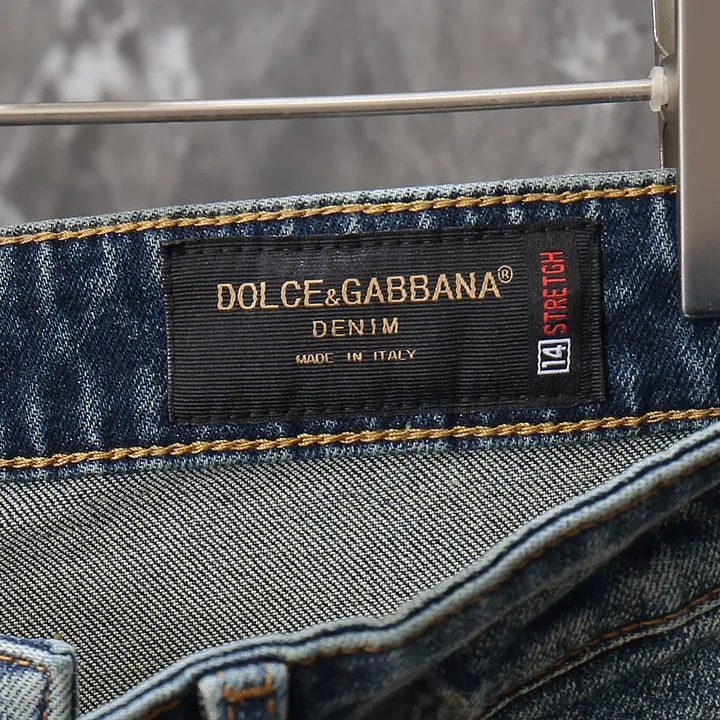 DOLCE&GABBANA®
DENIM
MADE IN ITALY
14 STRETCH